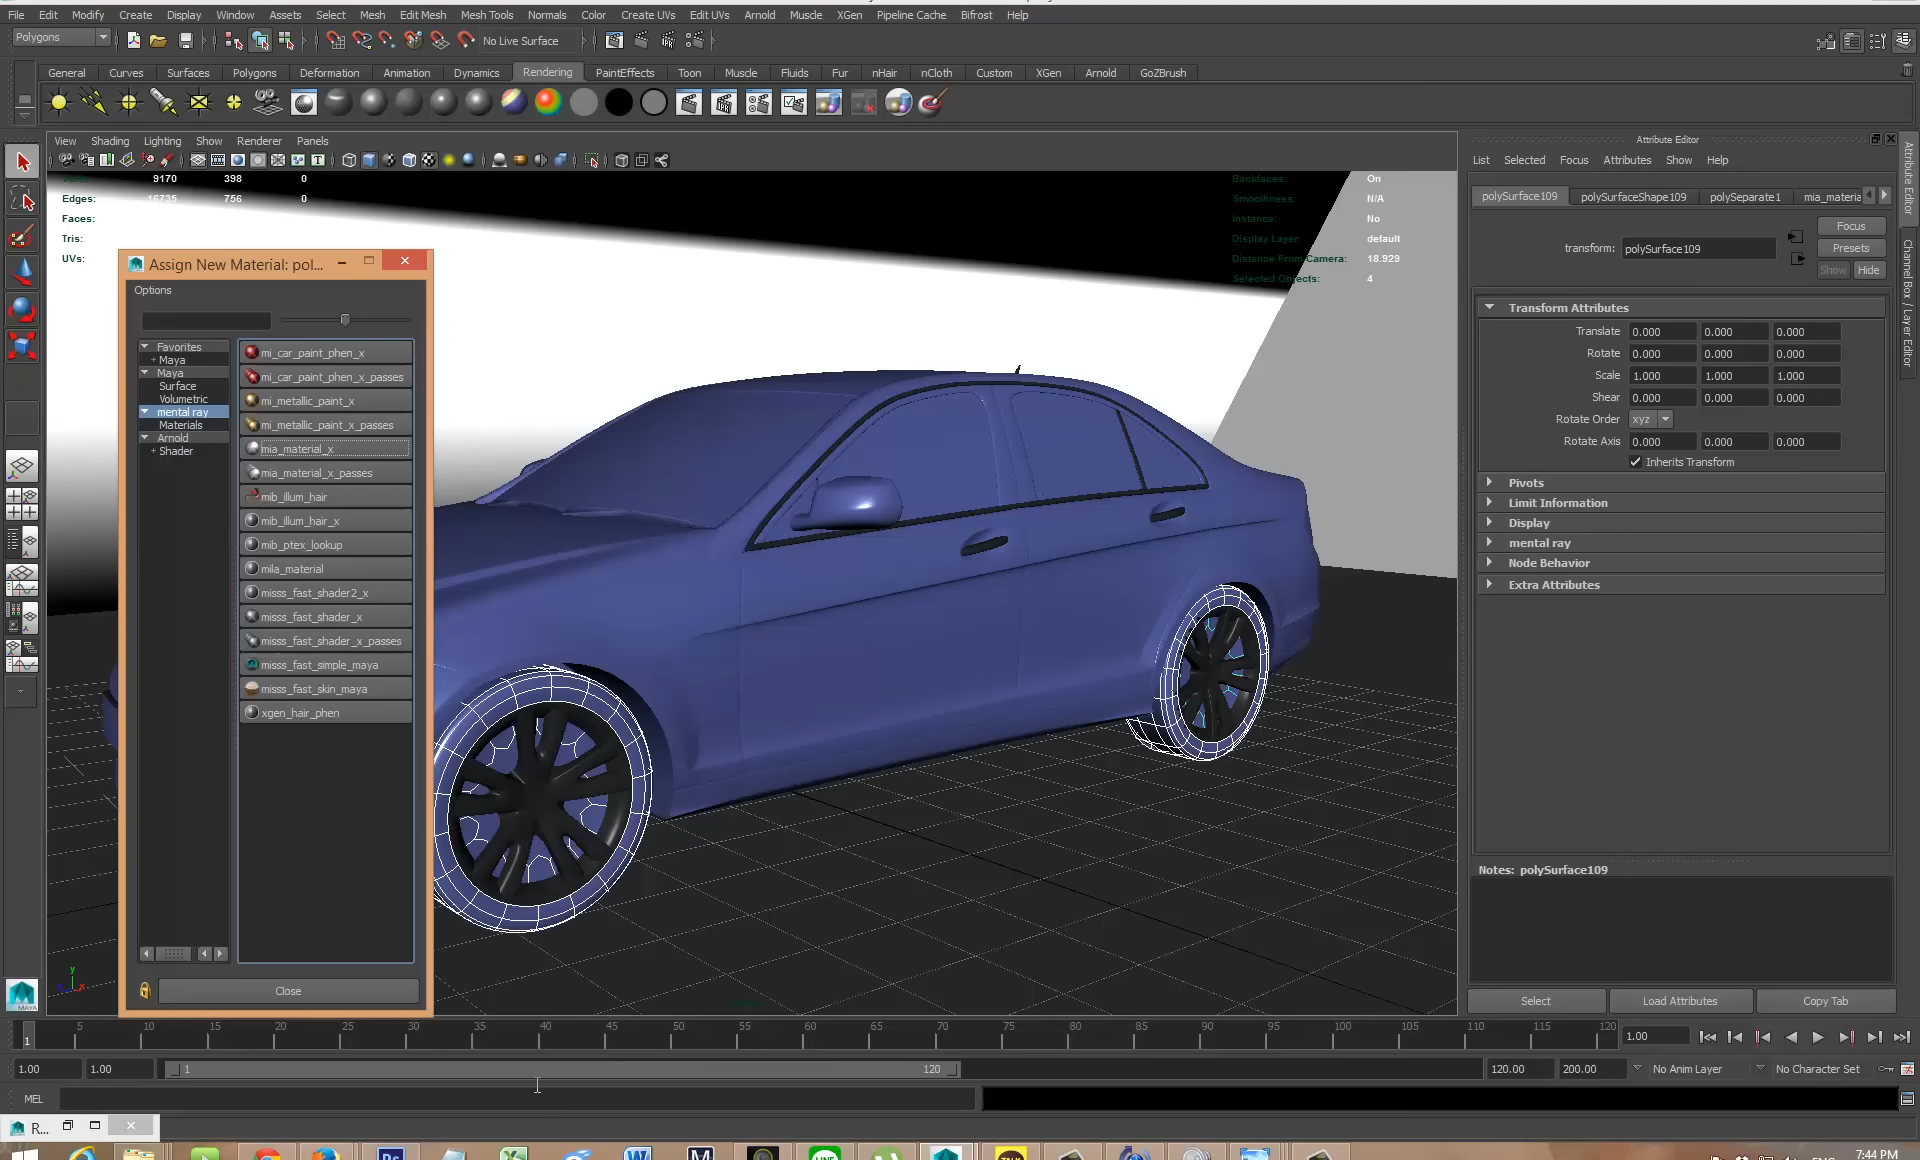 File Edit Modify Create Display Window Assets Select Mesh Edit Mesh Mesh Tools Normals Color Create UVs Edit UVs Arnold Muscle XGen Pipeline Cache Bifrost Help
Polygons
No Live Surface
General Curves Surfaces Polygons Deformation Animation Dynamics Rendering PaintEffects Toon Muscle Fluids Fur nHair nCloth Custom XGen Arnold GoZBrush
View Shading Lighting Show Renderer Panels
9170 398 0
Edges: 16735 756 0
Faces:
Tris:
UVs:
Backfaces: On
Smoothness: N/A
Instance: No
Display Layer: default
Distance From Camera: 18.929
Selected Objects: 4
Assign New Material: pol...
Options
Favorites
+ Maya
Maya
Surface
Volumetric
mental ray
Materials
Arnold
+ Shader
mi_car_paint_phen_x
mi_car_paint_phen_x_passes
mi_metallic_paint_x
mi_metallic_paint_x_passes
mia_material_x
mia_material_x_passes
mib_illum_hair
mib_illum_hair_x
mib_ptex_lookup
mila_material
misss_fast_shader2_x
misss_fast_shader_x
misss_fast_shader_x_passes
misss_fast_simple_maya
misss_fast_skin_maya
xgen_hair_phen
Close
Attribute Editor
List Selected Focus Attributes Show Help
polySurface109 polySurfaceShape109 polySeparate1 mia_materia
Focus
transform: polySurface109
Presets
Show Hide
Transform Attributes
Translate 0.000 0.000 0.000
Rotate 0.000 0.000 0.000
Scale 1.000 1.000 1.000
Shear 0.000 0.000 0.000
Rotate Order xyz
Rotate Axis 0.000 0.000 0.000
Inherits Transform
Pivots
Limit Information
Display
mental ray
Node Behavior
Extra Attributes
Notes: polySurface109
Select Load Attributes Copy Tab
Attribute Editor
Channel Box / Layer Editor
y
x
MAYA
1 5 10 15 20 25 30 35 40 45 50 55 60 65 70 75 80 85 90 95 100 105 110 115 120
1.00
1.00 1.00 1 120 120.00 200.00 No Anim Layer No Character Set
MEL
R...
Ps W M LINE TALK
7:44 PM